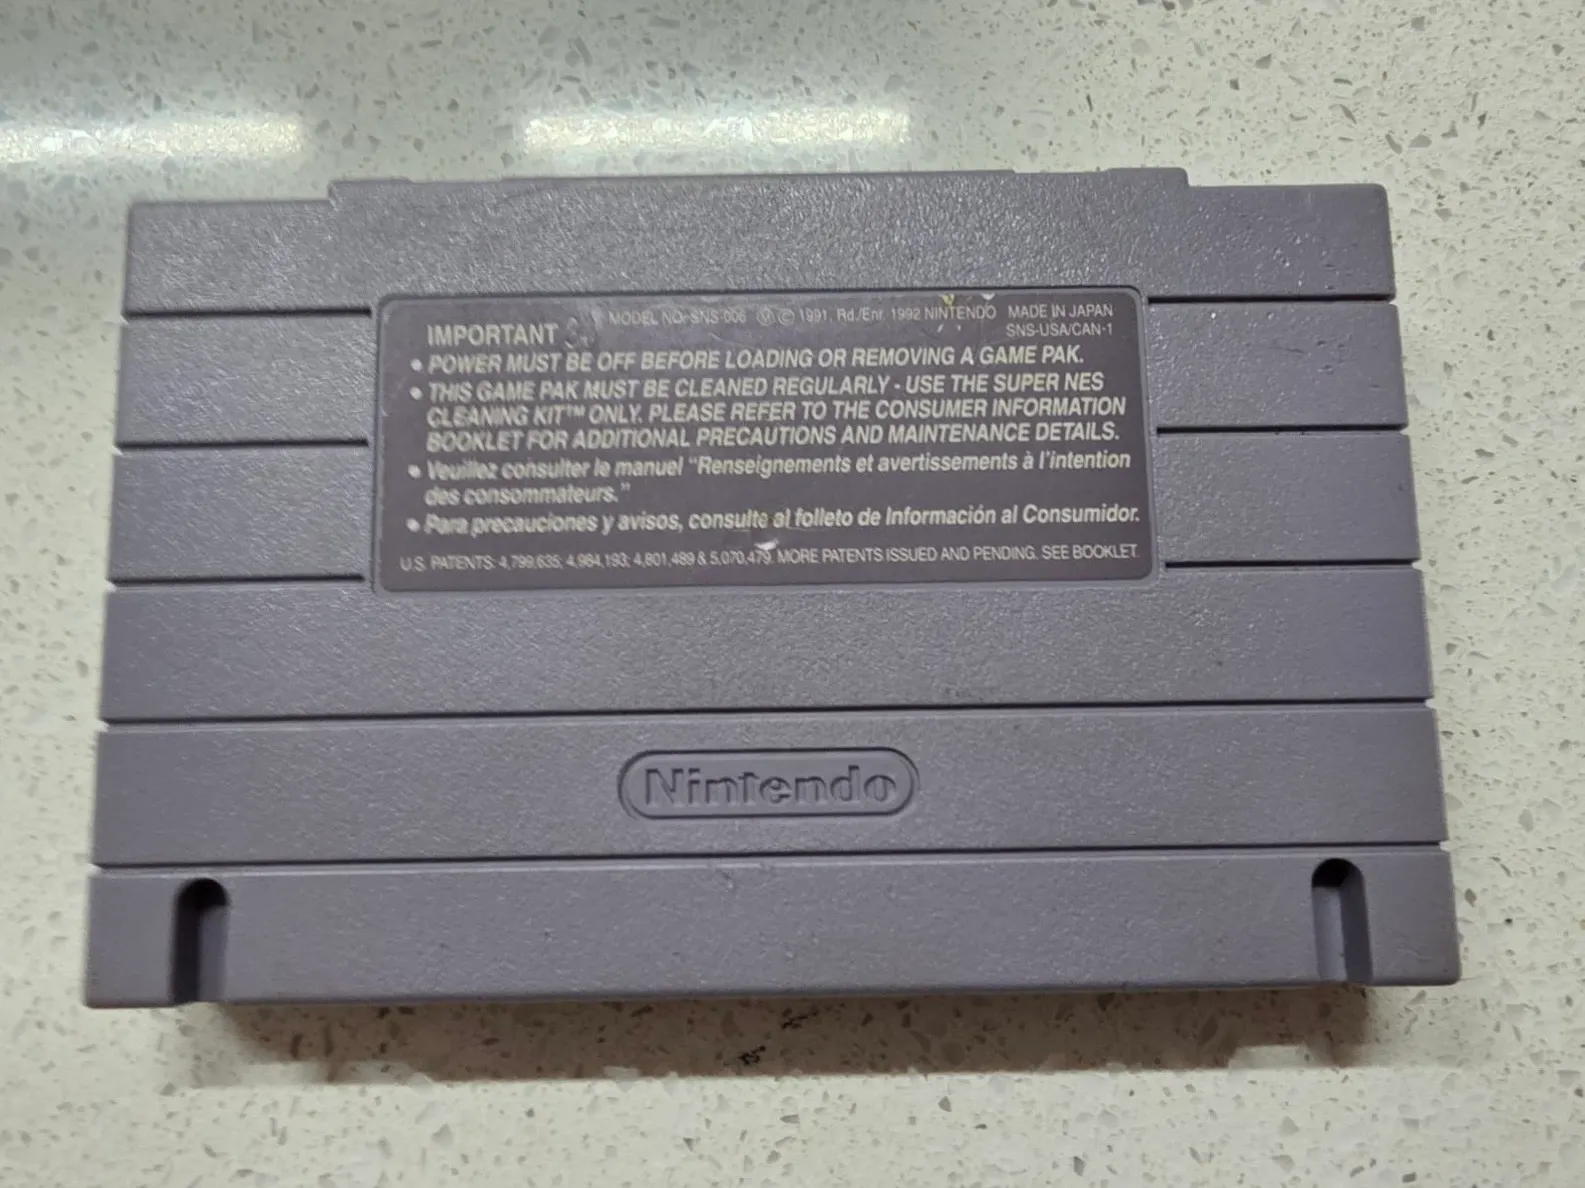 MODEL NO. SNS-006 Ⓜ © 1991, Rd./Enr. 1992 NINTENDO MADE IN JAPAN
IMPORTANT SNS-USA/CAN-1
• POWER MUST BE OFF BEFORE LOADING OR REMOVING A GAME PAK.
• THIS GAME PAK MUST BE CLEANED REGULARLY - USE THE SUPER NES
CLEANING KIT™ ONLY. PLEASE REFER TO THE CONSUMER INFORMATION
BOOKLET FOR ADDITIONAL PRECAUTIONS AND MAINTENANCE DETAILS.
• Veuillez consulter le manuel “Renseignements et avertissements à l'intention
des consommateurs.”
• Para precauciones y avisos, consulte al folleto de Información al Consumidor.
U.S. PATENTS: 4,799,635; 4,984,193; 4,801,489 & 5,070,479. MORE PATENTS ISSUED AND PENDING. SEE BOOKLET.
Nintendo